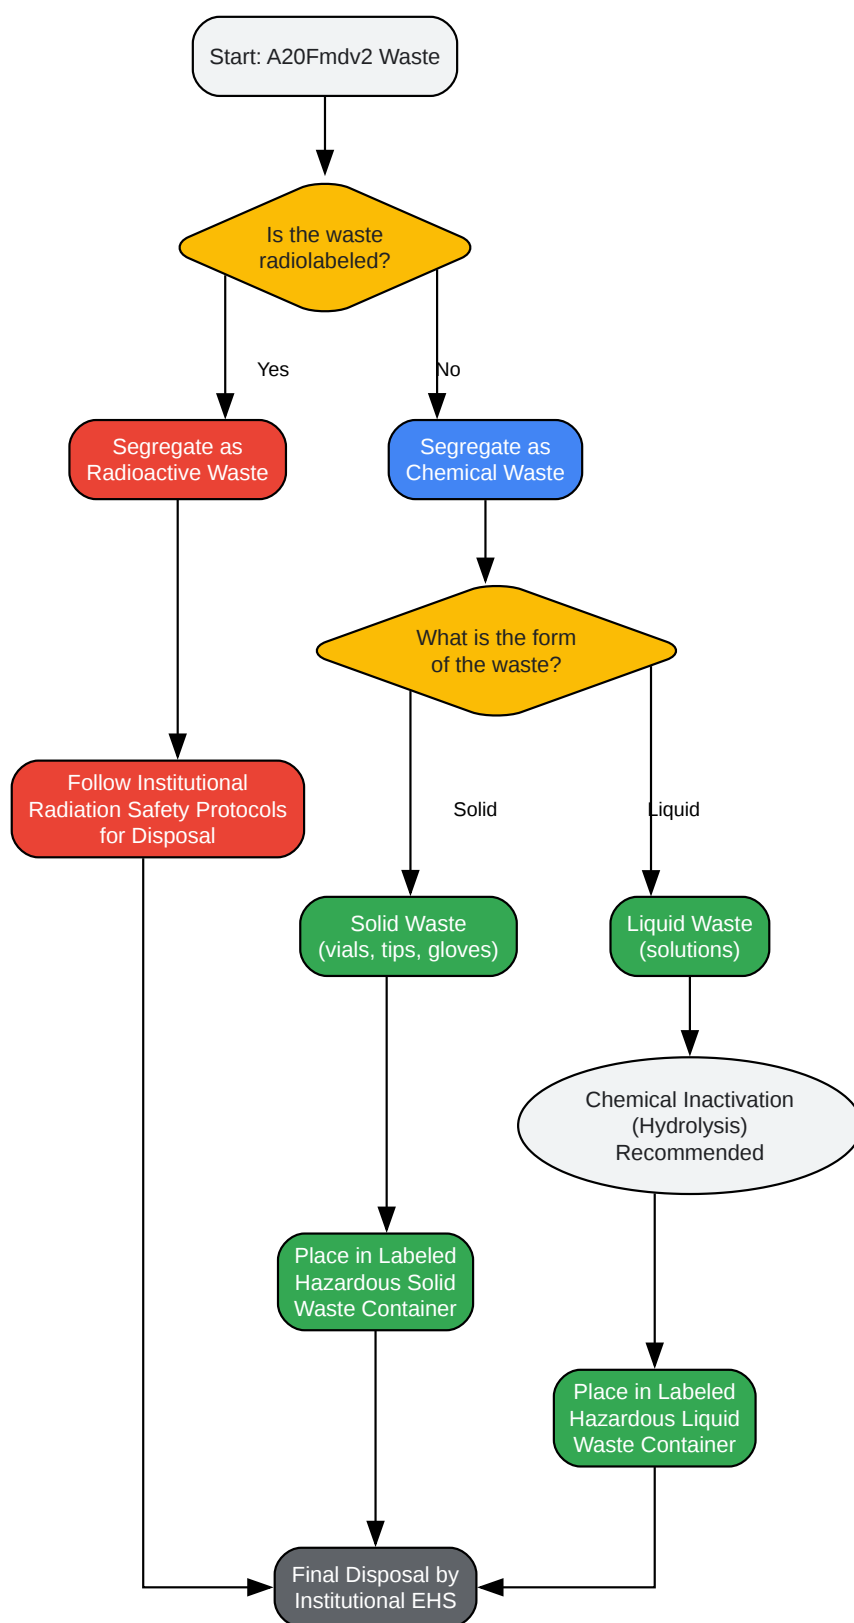 Start: A20Fmdv2 Waste
Is the waste
radiolabeled?
Yes
No
Segregate as
Radioactive Waste
Segregate as
Chemical Waste
What is the form
of the waste?
Follow Institutional
Radiation Safety Protocols
for Disposal
Solid
Liquid
Solid Waste
(vials, tips, gloves)
Liquid Waste
(solutions)
Chemical Inactivation
(Hydrolysis)
Recommended
Place in Labeled
Hazardous Solid
Waste Container
Place in Labeled
Hazardous Liquid
Waste Container
Final Disposal by
Institutional EHS